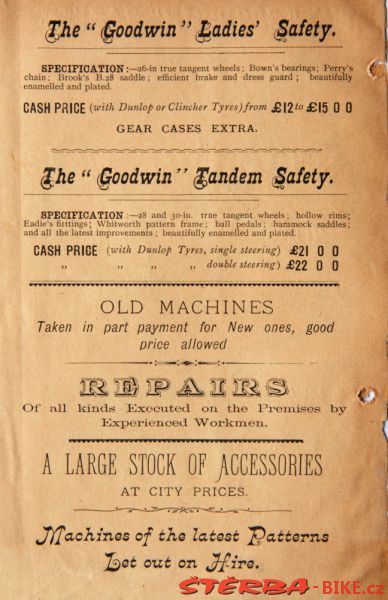 The "Goodwin" Ladies' Safety.
SPECIFICATION:—26-in true tangent wheels; Bown's bearings; Perry's
chain; Brook's B.28 saddle; efficient brake and dress guard; beautifully
enamelled and plated.
CASH PRICE (with Dunlop or Clincher Tyres) from £12 to £15 0 0
GEAR CASES EXTRA.
The "Goodwin" Tandem Safety.
SPECIFICATION:—28 and 30-in. true tangent wheels; hollow rims;
Eadie's fitttings; Whitworth pattern frame; ball pedals; hammock saddles;
and all the latest improvements; beautifully enamelled and plated.
CASH PRICE (with Dunlop Tyres, single steering) £21 0 0
„ „ „ „ double steering) £22 0 0
OLD MACHINES
Taken in part payment for New ones, good
price allowed
REPAIRS
Of all kinds Executed on the Premises by
Experienced Workmen.
A LARGE STOCK OF ACCESSORIES
AT CITY PRICES.
Machines of the latest Patterns
Let out on Hire.
ŠTĚRBA-BIKE.cz